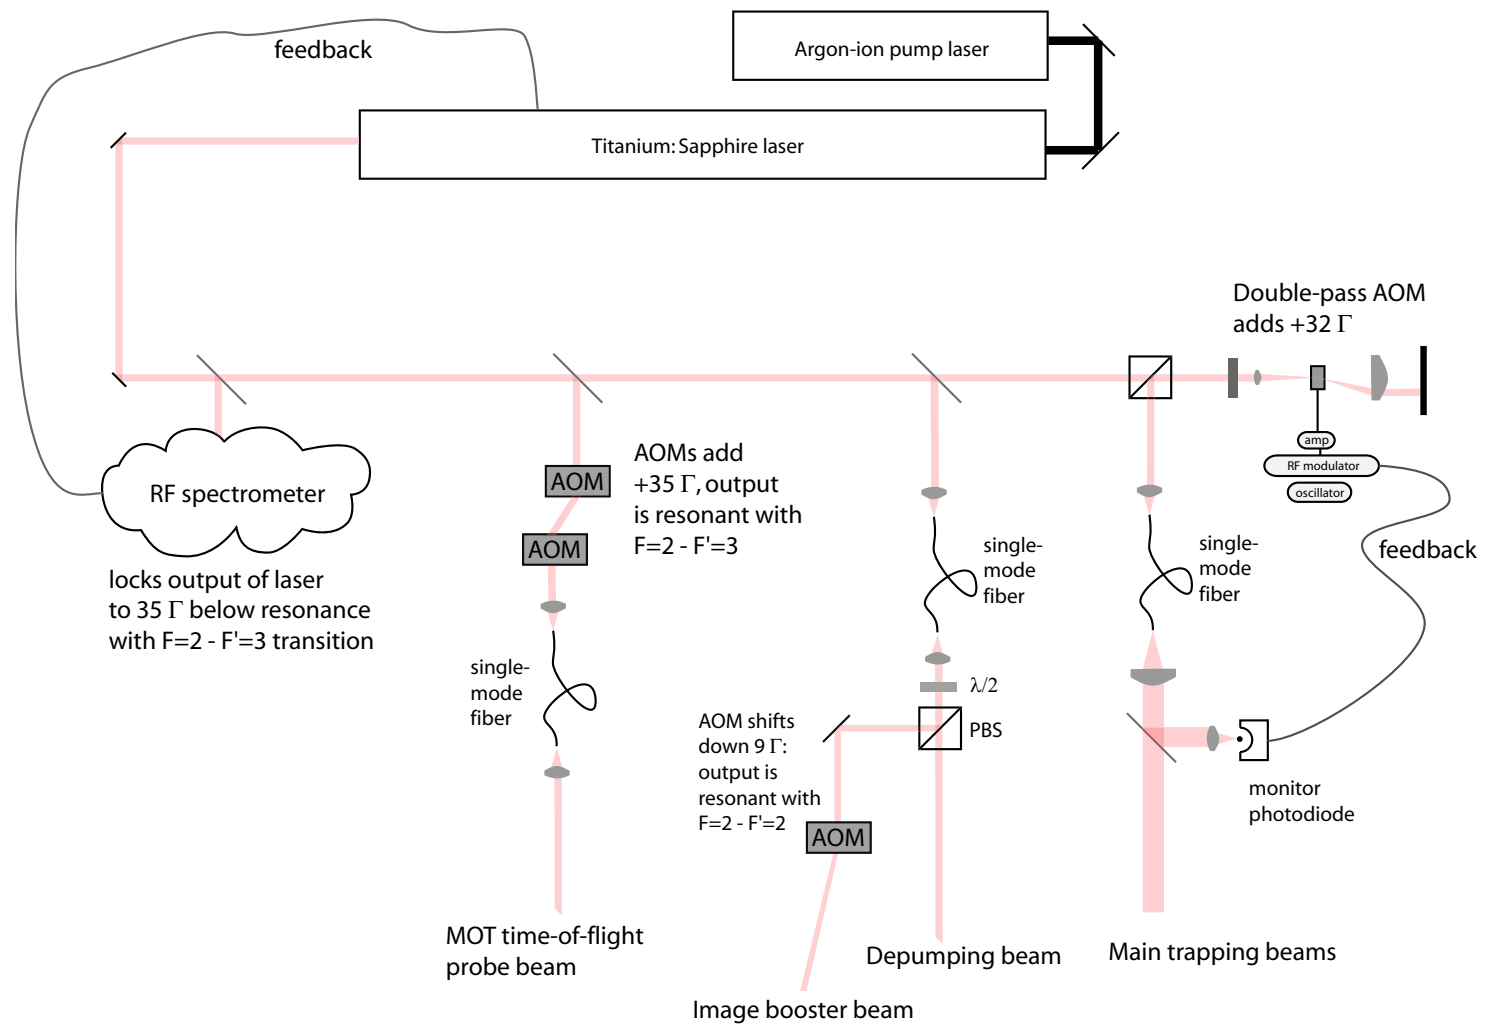 feedback
Argon-ion pump laser
Titanium: Sapphire laser
Double-pass AOM
adds +32 Γ
amp
RF modulator
oscillator
feedback
RF spectrometer
locks output of laser
to 35 Γ below resonance
with F=2 - F'=3 transition
AOM
AOM
AOMs add
+35 Γ, output
is resonant with
F=2 - F'=3
single-
mode
fiber
single-
mode
fiber
single-
mode
fiber
λ/2
PBS
AOM shifts
down 9 Γ:
output is
resonant with
F=2 - F'=2
AOM
monitor
photodiode
MOT time-of-flight
probe beam
Image booster beam
Depumping beam
Main trapping beams